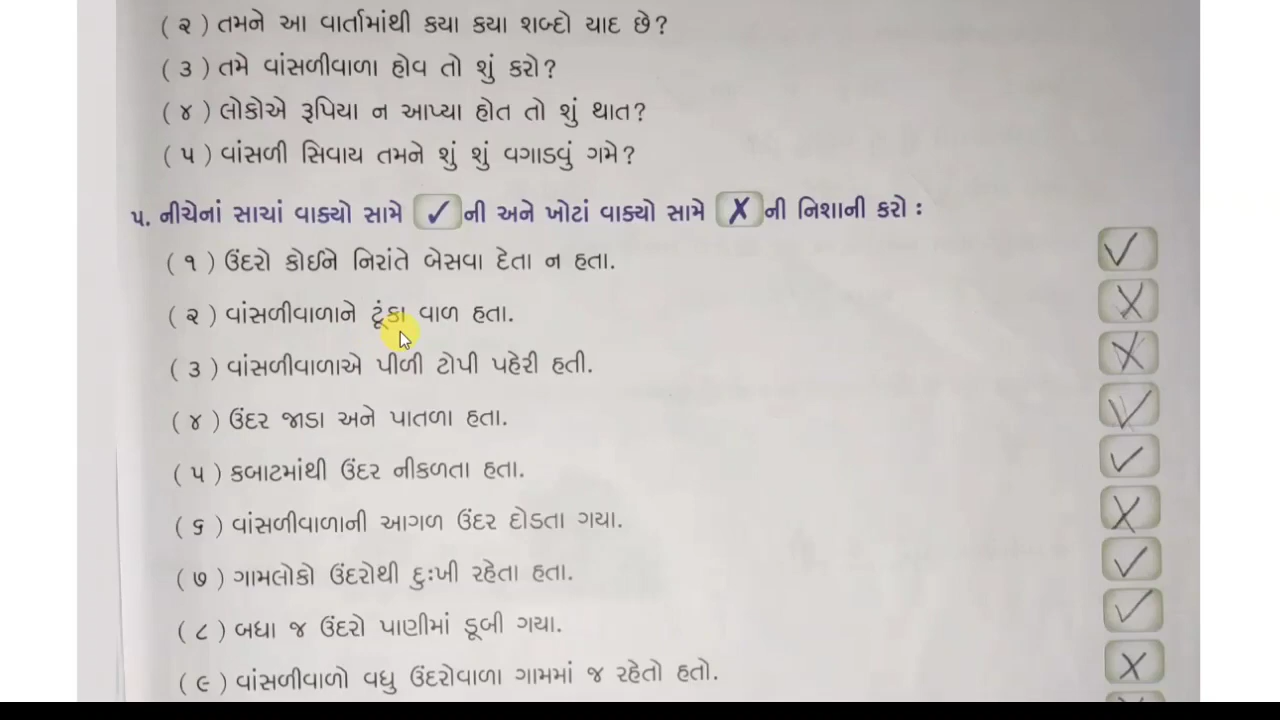 (૨) તમને આ વાર્તામાંથી કયા કયા શબ્દો યાદ છે?
(૩) તમે વાંસળીવાળા હોવ તો શું કરો?
(૪) લોકોએ રૂપિયા ન આપ્યા હોત તો શું થાત?
(૫) વાંસળી સિવાય તમને શું શું વગાડવું ગમે?
૫. નીચેનાં સાચાં વાક્યો સામે ✓ ની અને ખોટાં વાક્યો સામે ✗ ની નિશાની કરો :
(૧) ઉંદરો કોઈને નિરાંતે બેસવા દેતા ન હતા. ✓
(૨) વાંસળીવાળાને ટૂંકા વાળ હતા. ✗
(૩) વાંસળીવાળાએ પીળી ટોપી પહેરી હતી. ✗
(૪) ઉંદર જાડા અને પાતળા હતા. ✓
(૫) કબાટમાંથી ઉંદર નીકળતા હતા. ✓
(૬) વાંસળીવાળાની આગળ ઉંદર દોડતા ગયા. ✗
(૭) ગામલોકો ઉંદરોથી દુઃખી રહેતા હતા. ✓
(૮) બધા જ ઉંદરો પાણીમાં ડૂબી ગયા. ✓
(૯) વાંસળીવાળો વધુ ઉંદરોવાળા ગામમાં જ રહેતો હતો. ✗